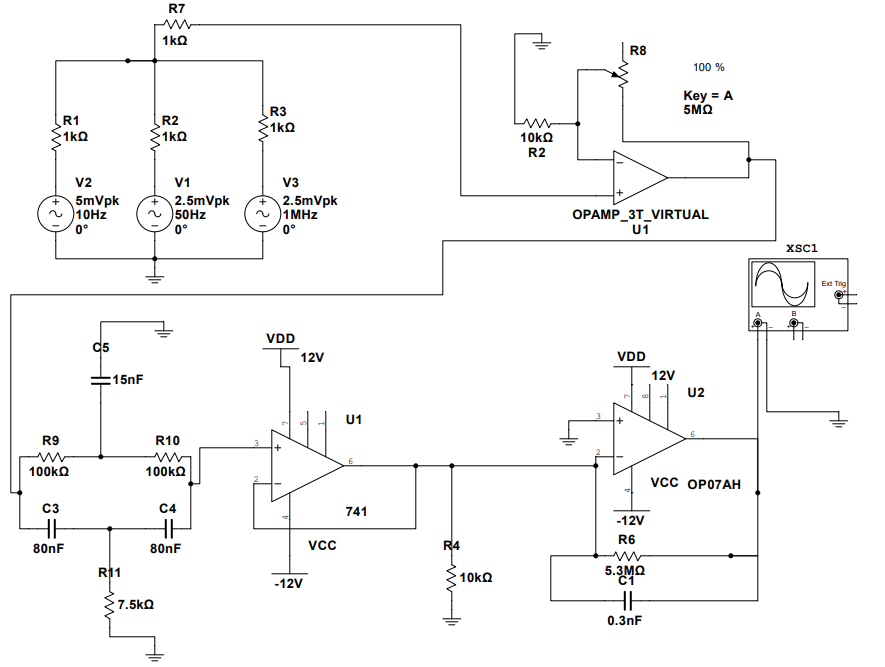 R7
1kΩ
R1
1kΩ
R2
1kΩ
R3
1kΩ
V2
5mVpk
10Hz
0°
V1
2.5mVpk
50Hz
0°
V3
2.5mVpk
1MHz
0°
R8
100 %
Key = A
5MΩ
10kΩ
R2
OPAMP_3T_VIRTUAL
U1
XSC1
Ext Trig
+
−
A
B
+
−
+
−
C5
15nF
R9
100kΩ
R10
100kΩ
C3
80nF
C4
80nF
R11
7.5kΩ
VDD
12V
U1
7
5
1
3
2
6
4
741
VCC
-12V
R4
10kΩ
VDD
12V
U2
7
8
1
3
2
6
4
VCC
OP07AH
-12V
R6
5.3MΩ
C1
0.3nF